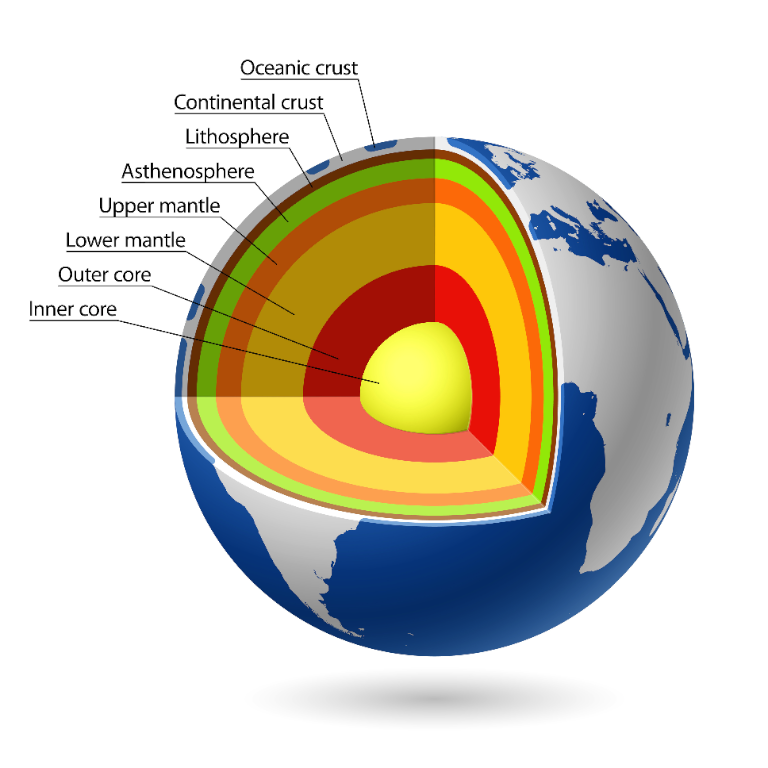 Oceanic crust
Continental crust
Lithosphere
Asthenosphere
Upper mantle
Lower mantle
Outer core
Inner core